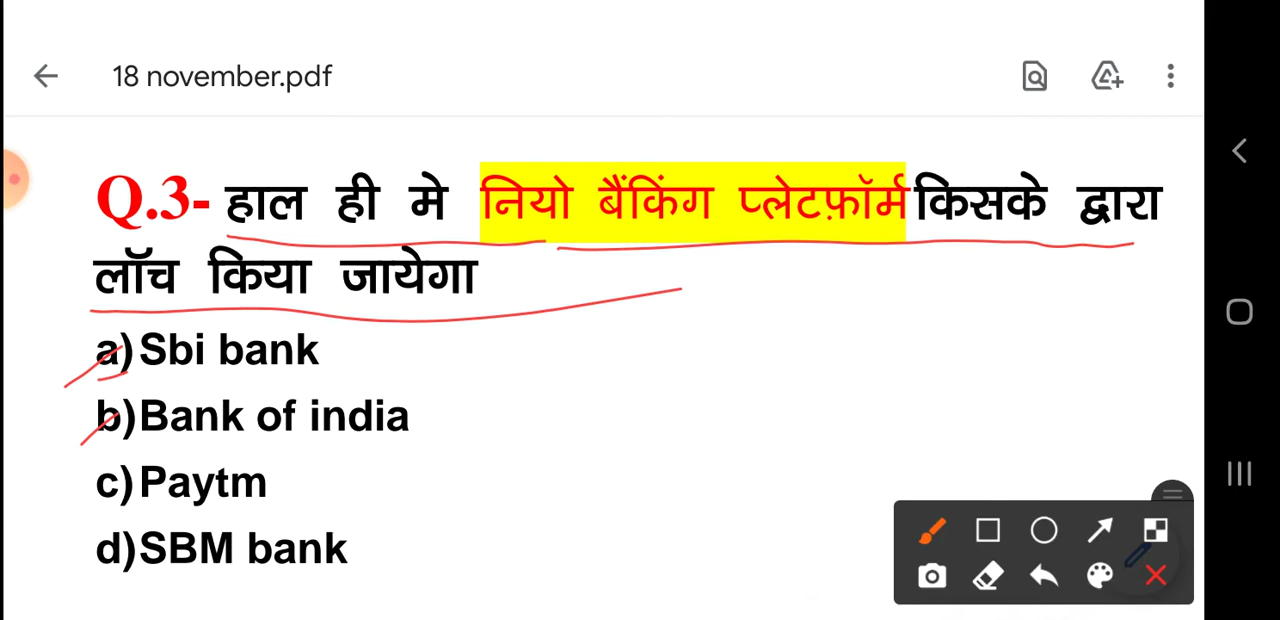 18 november.pdf
Q.3- हाल ही मे नियो बैंकिंग प्लेटफ़ॉर्म किसके द्वारा
लॉच किया जायेगा
a)Sbi bank
b)Bank of india
c)Paytm
d)SBM bank